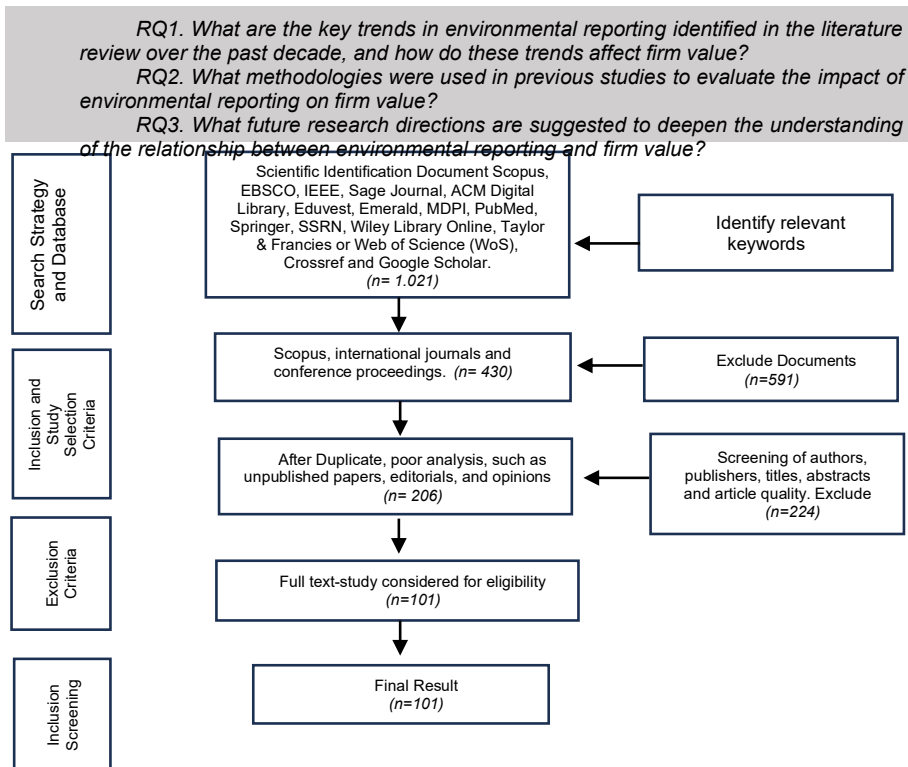 RQ1. What are the key trends in environmental reporting identified in the literature
review over the past decade, and how do these trends affect firm value?
RQ2. What methodologies were used in previous studies to evaluate the impact of
environmental reporting on firm value?
RQ3. What future research directions are suggested to deepen the understanding
of the relationship between environmental reporting and firm value?
Search Strategy
and Database
Scientific Identification Document Scopus,
EBSCO, IEEE, Sage Journal, ACM Digital
Library, Eduvest, Emerald, MDPI, PubMed,
Springer, SSRN, Wiley Library Online, Taylor
& Francies or Web of Science (WoS),
Crossref and Google Scholar.
(n= 1.021)
Identify relevant
keywords
Inclusion and
Study
Selection
Criteria
Scopus, international journals and
conference proceedings. (n= 430)
Exclude Documents
(n=591)
After Duplicate, poor analysis, such as
unpublished papers, editorials, and opinions
(n= 206)
Screening of authors,
publishers, titles, abstracts
and article quality. Exclude
(n=224)
Exclusion
Criteria
Full text-study considered for eligibility
(n=101)
Inclusion
Screening
Final Result
(n=101)